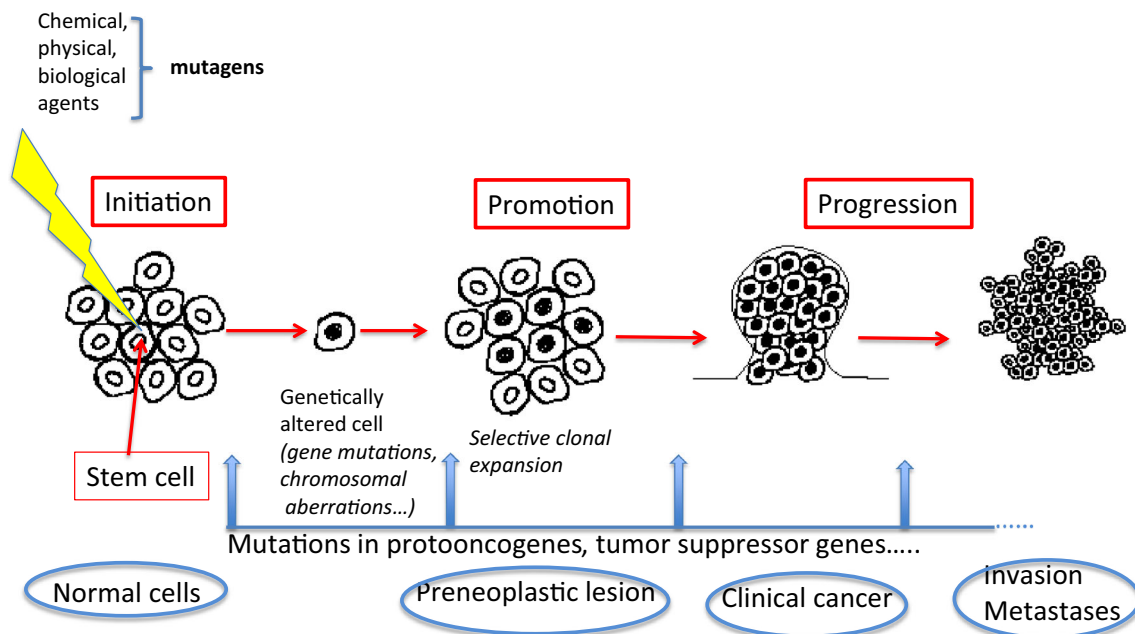 Chemical,
physical,
biological
agents
mutagens
Initiation
Promotion
Progression
Genetically
altered cell
(gene mutations,
chromosomal
aberrations…)
Selective clonal
expansion
Stem cell
Mutations in protooncogenes, tumor suppressor genes…..
Normal cells
Preneoplastic lesion
Clinical cancer
Invasion
Metastases